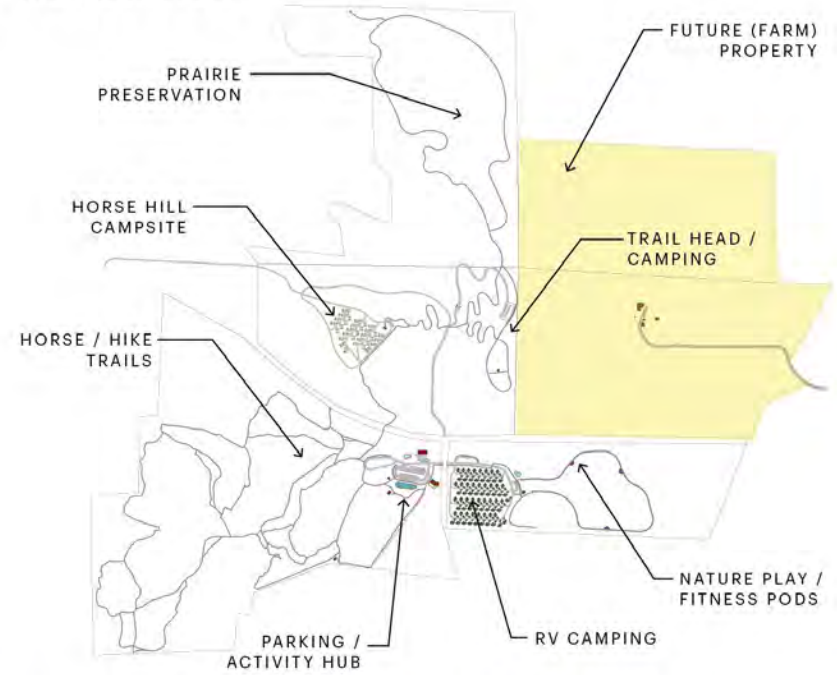 FUTURE (FARM)
PROPERTY
PRAIRIE
PRESERVATION
HORSE HILL
CAMPSITE
TRAIL HEAD /
CAMPING
HORSE / HIKE
TRAILS
NATURE PLAY /
FITNESS PODS
RV CAMPING
PARKING /
ACTIVITY HUB